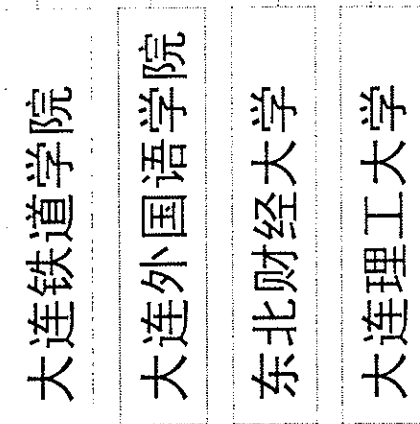 大连铁道学院
大连外国语学院
东北财经大学
大连理工大学